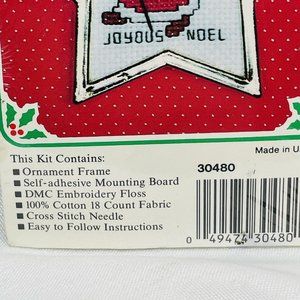 JOYOUS NOEL
This Kit Contains:
Ornament Frame
Self-adhesive Mounting Board
DMC Embroidery Floss
100% Cotton 18 Count Fabric
Cross Stitch Needle
Easy to Follow Instructions
30480
Made in U
0 49474 30480